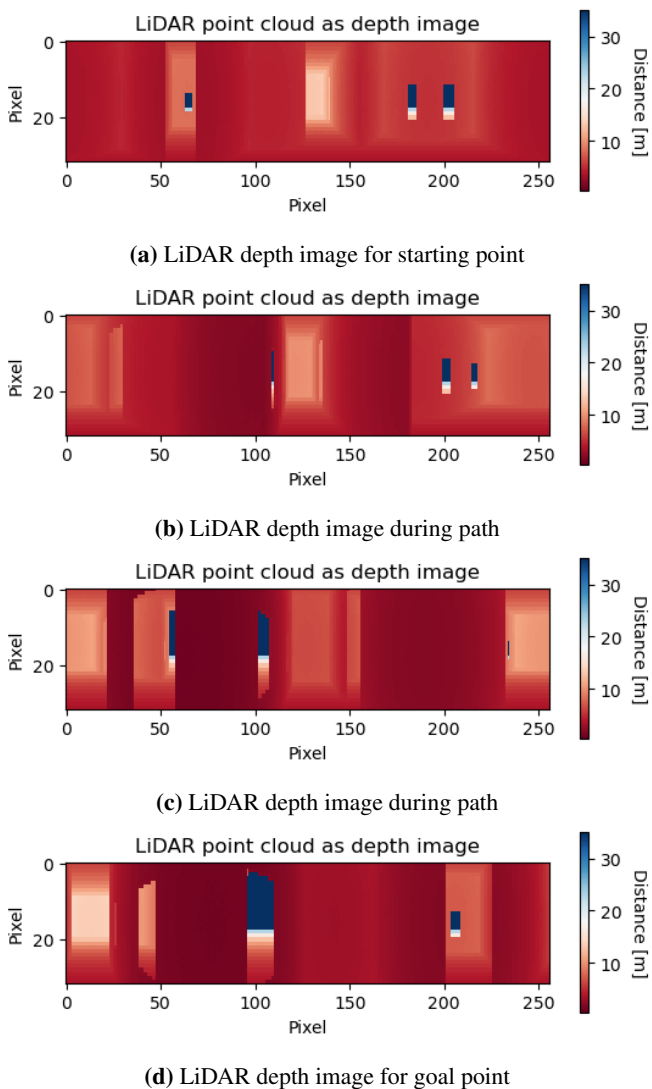 LiDAR point cloud as depth image
0
20
Pixel
0 50 100 150 200 250
Pixel
30
20
10
Distance [m]
(a) LiDAR depth image for starting point
LiDAR point cloud as depth image
0
20
Pixel
0 50 100 150 200 250
Pixel
30
20
10
Distance [m]
(b) LiDAR depth image during path
LiDAR point cloud as depth image
0
20
Pixel
0 50 100 150 200 250
Pixel
30
20
10
Distance [m]
(c) LiDAR depth image during path
LiDAR point cloud as depth image
0
20
Pixel
0 50 100 150 200 250
Pixel
30
20
10
Distance [m]
(d) LiDAR depth image for goal point